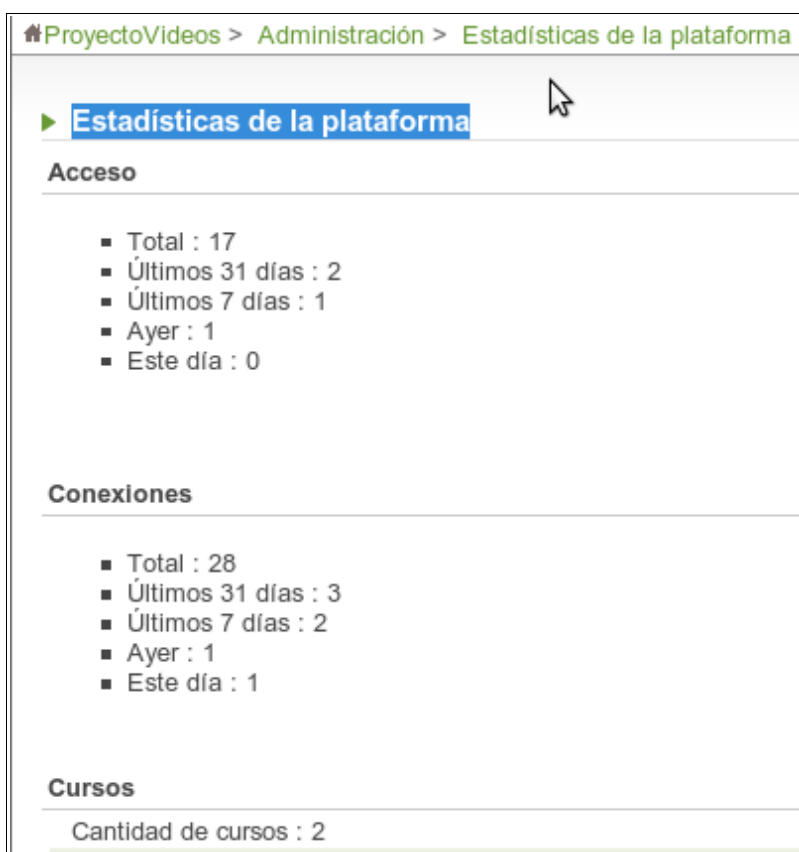 ProyectoVideos > Administración > Estadísticas de la plataforma
Estadísticas de la plataforma
Acceso
Total : 17
Últimos 31 días : 2
Últimos 7 días : 1
Ayer : 1
Este día : 0
Conexiones
Total : 28
Últimos 31 días : 3
Últimos 7 días : 2
Ayer : 1
Este día : 1
Cursos
Cantidad de cursos : 2